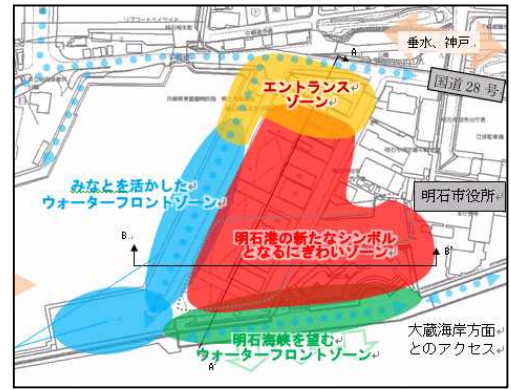 垂水、神戸
国道28号
エントランス
ゾーン
みなとを活かした
ウォーターフロントゾーン
明石市役所
明石港の新たなシンボル
となるにぎわいゾーン
明石海峡を望む
ウォーターフロントゾーン
大蔵海岸方面
とのアクセス
A
B
B'
A'